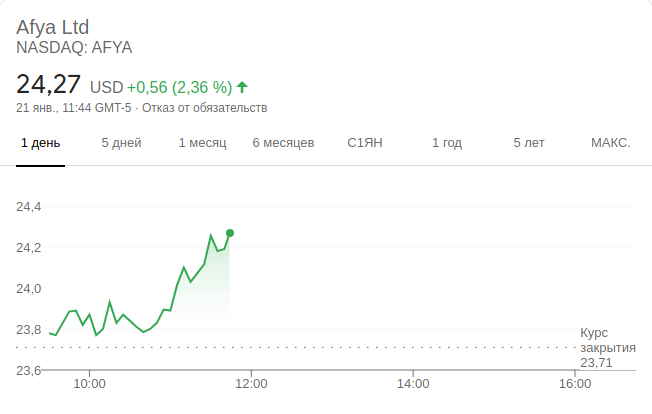 Afya Ltd
NASDAQ: AFYA
24,27 USD +0,56 (2,36 %)
21 янв., 11:44 GMT-5 · Отказ от обязательств
1 день 5 дней 1 месяц 6 месяцев С1ЯН 1 год 5 лет МАКС.
24,4
24,2
24,0
23,8
23,6
Курс
закрытия
23,71
10:00 12:00 14:00 16:00